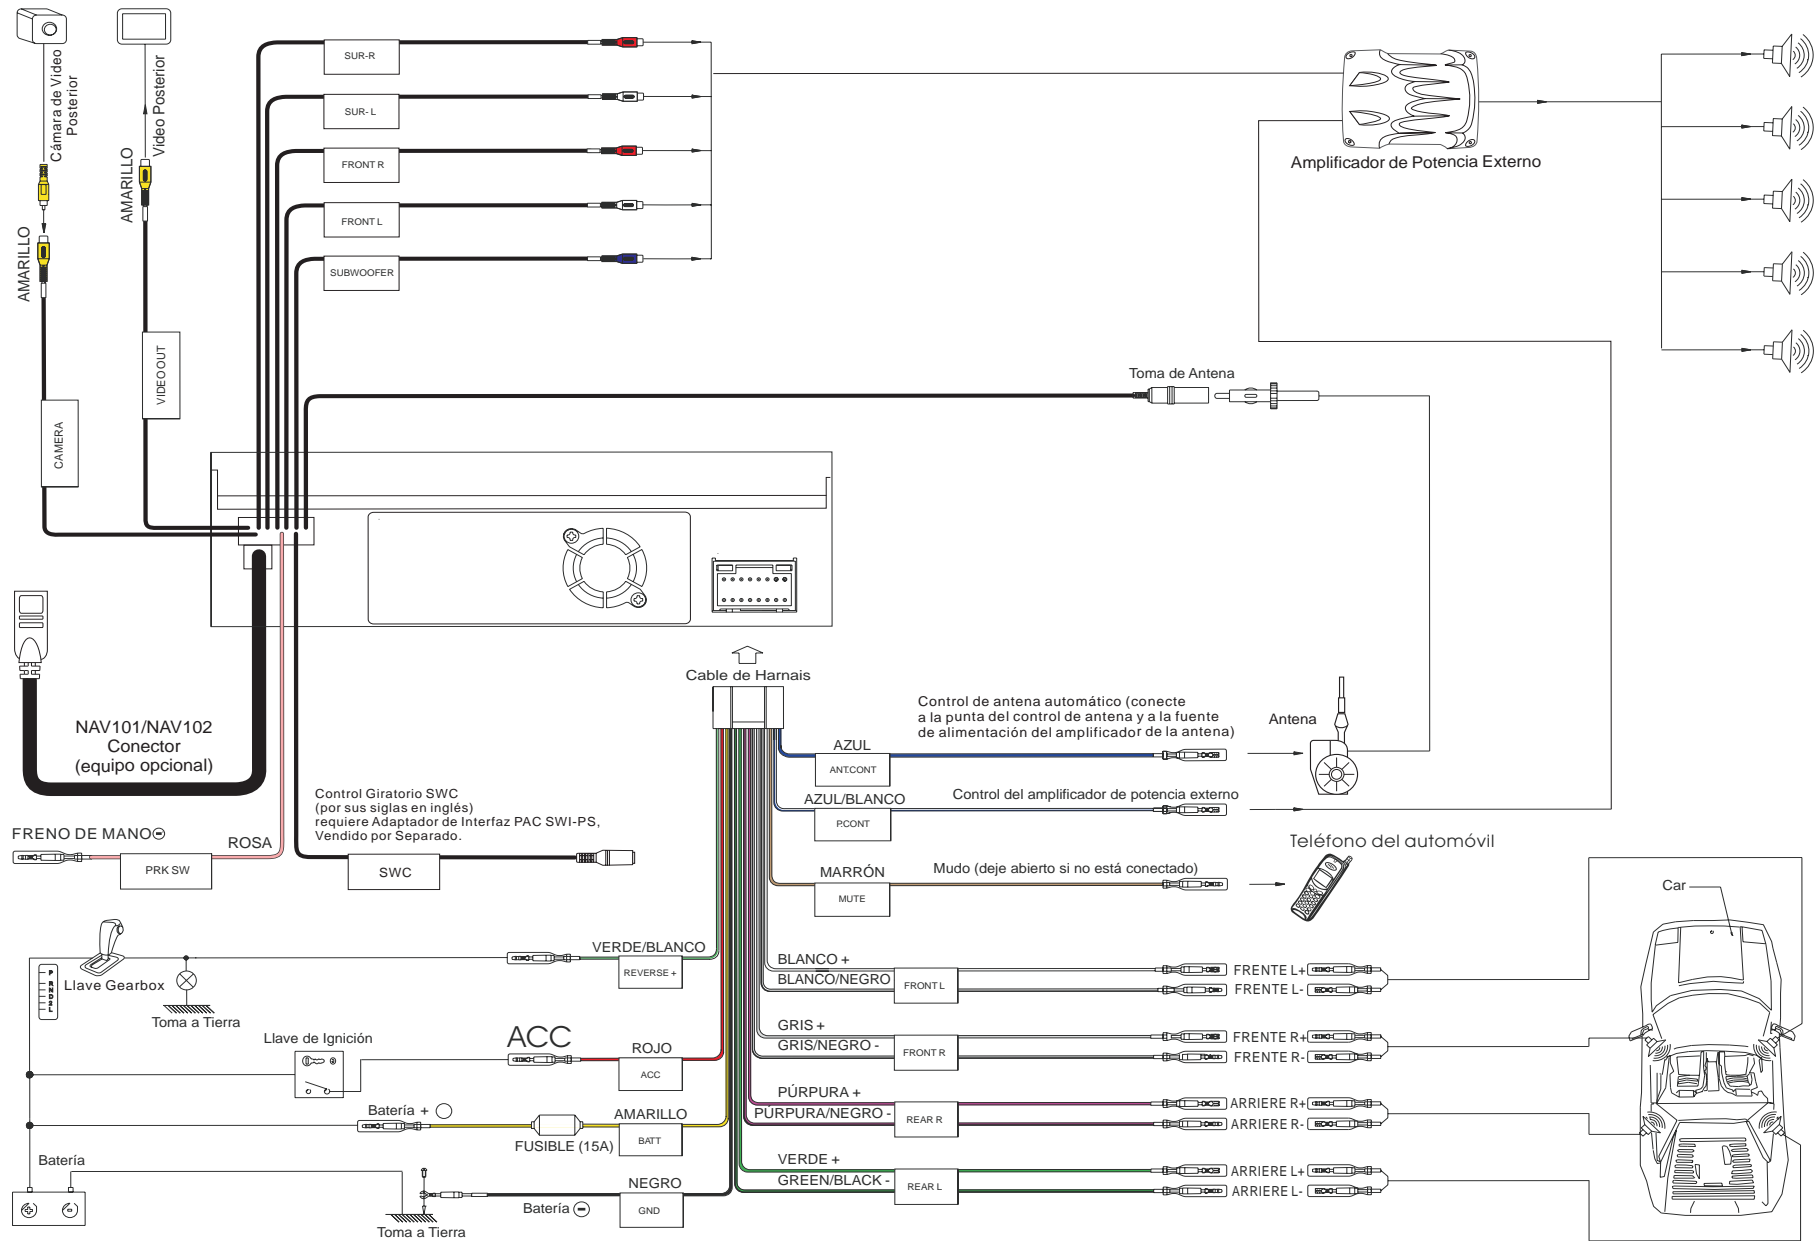 Cámara de Video
Posterior
AMARILLO
CAMERA
Video Posterior
AMARILLO
VIDEO OUT
SUR-R
SUR- L
FRONT R
FRONT L
SUBWOOFER
Amplificador de Potencia Externo
Toma de Antena
NAV101/NAV102
Conector
(equipo opcional)
Cable de Harnais
Control de antena automático (conecte
a la punta del control de antena y a la fuente
de alimentación del amplificador de la antena)
Antena
AZUL
ANT.CONT
AZUL/BLANCO
Control del amplificador de potencia externo
P.CONT
Control Giratorio SWC
(por sus siglas en inglés)
requiere Adaptador de Interfaz PAC SWI-PS,
Vendido por Separado.
FRENO DE MANO⊖
ROSA
PRK SW
SWC
Teléfono del automóvil
MARRÓN
Mudo (deje abierto si no está conectado)
MUTE
Car
VERDE/BLANCO
REVERSE +
P
R
N
D
2
L
Llave Gearbox
Toma a Tierra
BLANCO +
BLANCO/NEGRO
FRONT L
FRENTE L+
FRENTE L-
Llave de Ignición
ACC
ROJO
ACC
GRIS +
GRIS/NEGRO -
FRONT R
FRENTE R+
FRENTE R-
Batería +
AMARILLO
FUSIBLE (15A)
BATT
PÚRPURA +
PÚRPURA/NEGRO -
REAR R
ARRIERE R+
ARRIERE R-
Batería
+
-
Toma a Tierra
NEGRO
Batería ⊖
GND
VERDE +
GREEN/BLACK -
REAR L
ARRIERE L+
ARRIERE L-